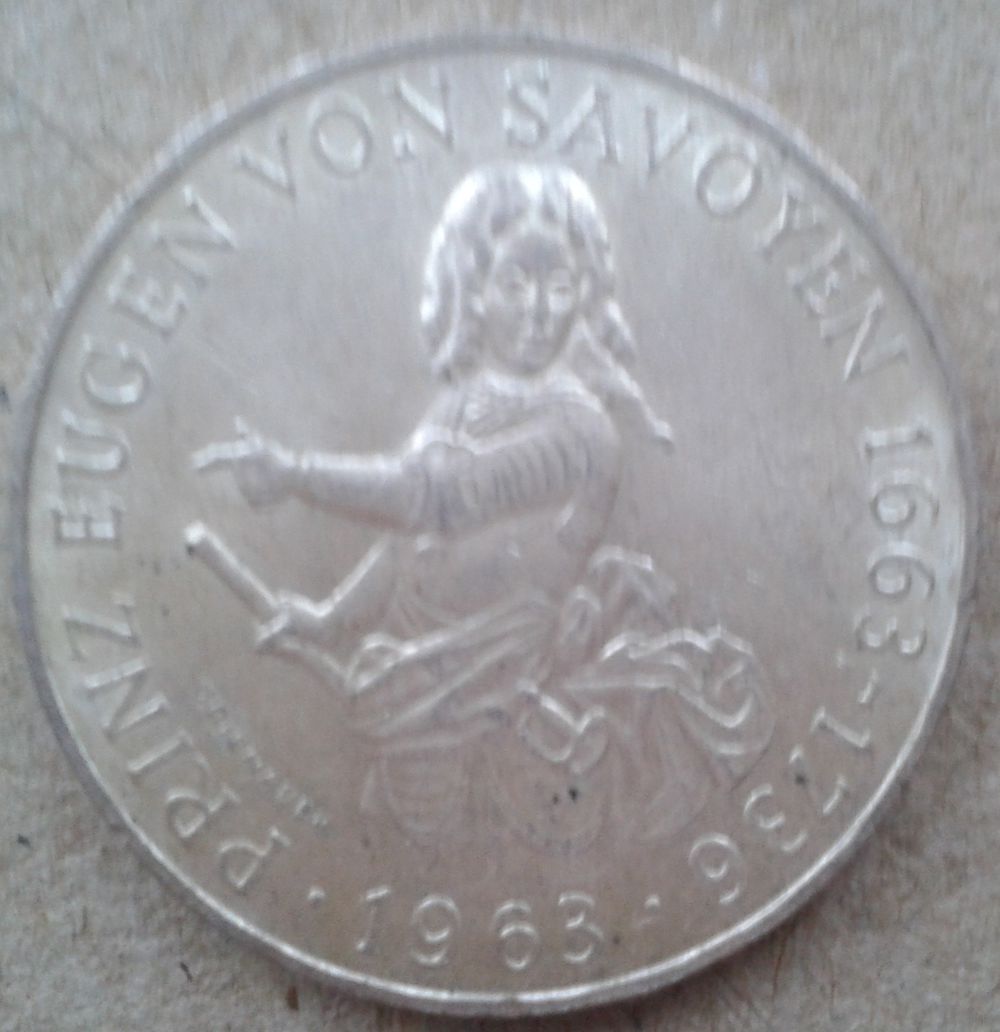 PRINZ EUGEN VON SAVOYEN 1663-1736
· 1963 ·